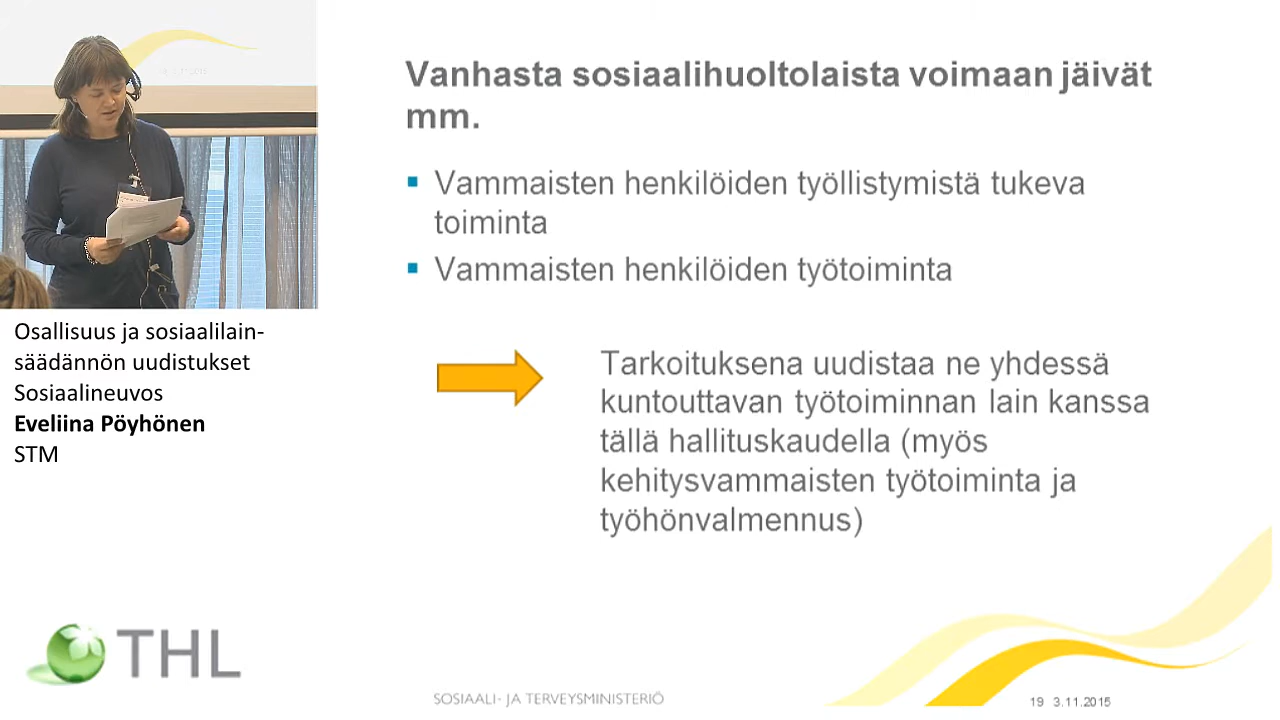 Vanhasta sosiaalihuoltolaista voimaan jäivät
mm.
Vammaisten henkilöiden työllistymistä tukeva
toiminta
Vammaisten henkilöiden työtoiminta
Tarkoituksena uudistaa ne yhdessä
kuntouttavan työtoiminnan lain kanssa
tällä hallituskaudella (myös
kehitysvammaisten työtoiminta ja
työhönvalmennus)
Osallisuus ja sosiaalilain-
säädännön uudistukset
Sosiaalineuvos
Eveliina Pöyhönen
STM
THL
SOSIAALI- JA TERVEYSMINISTERIÖ
19 3.11.2015